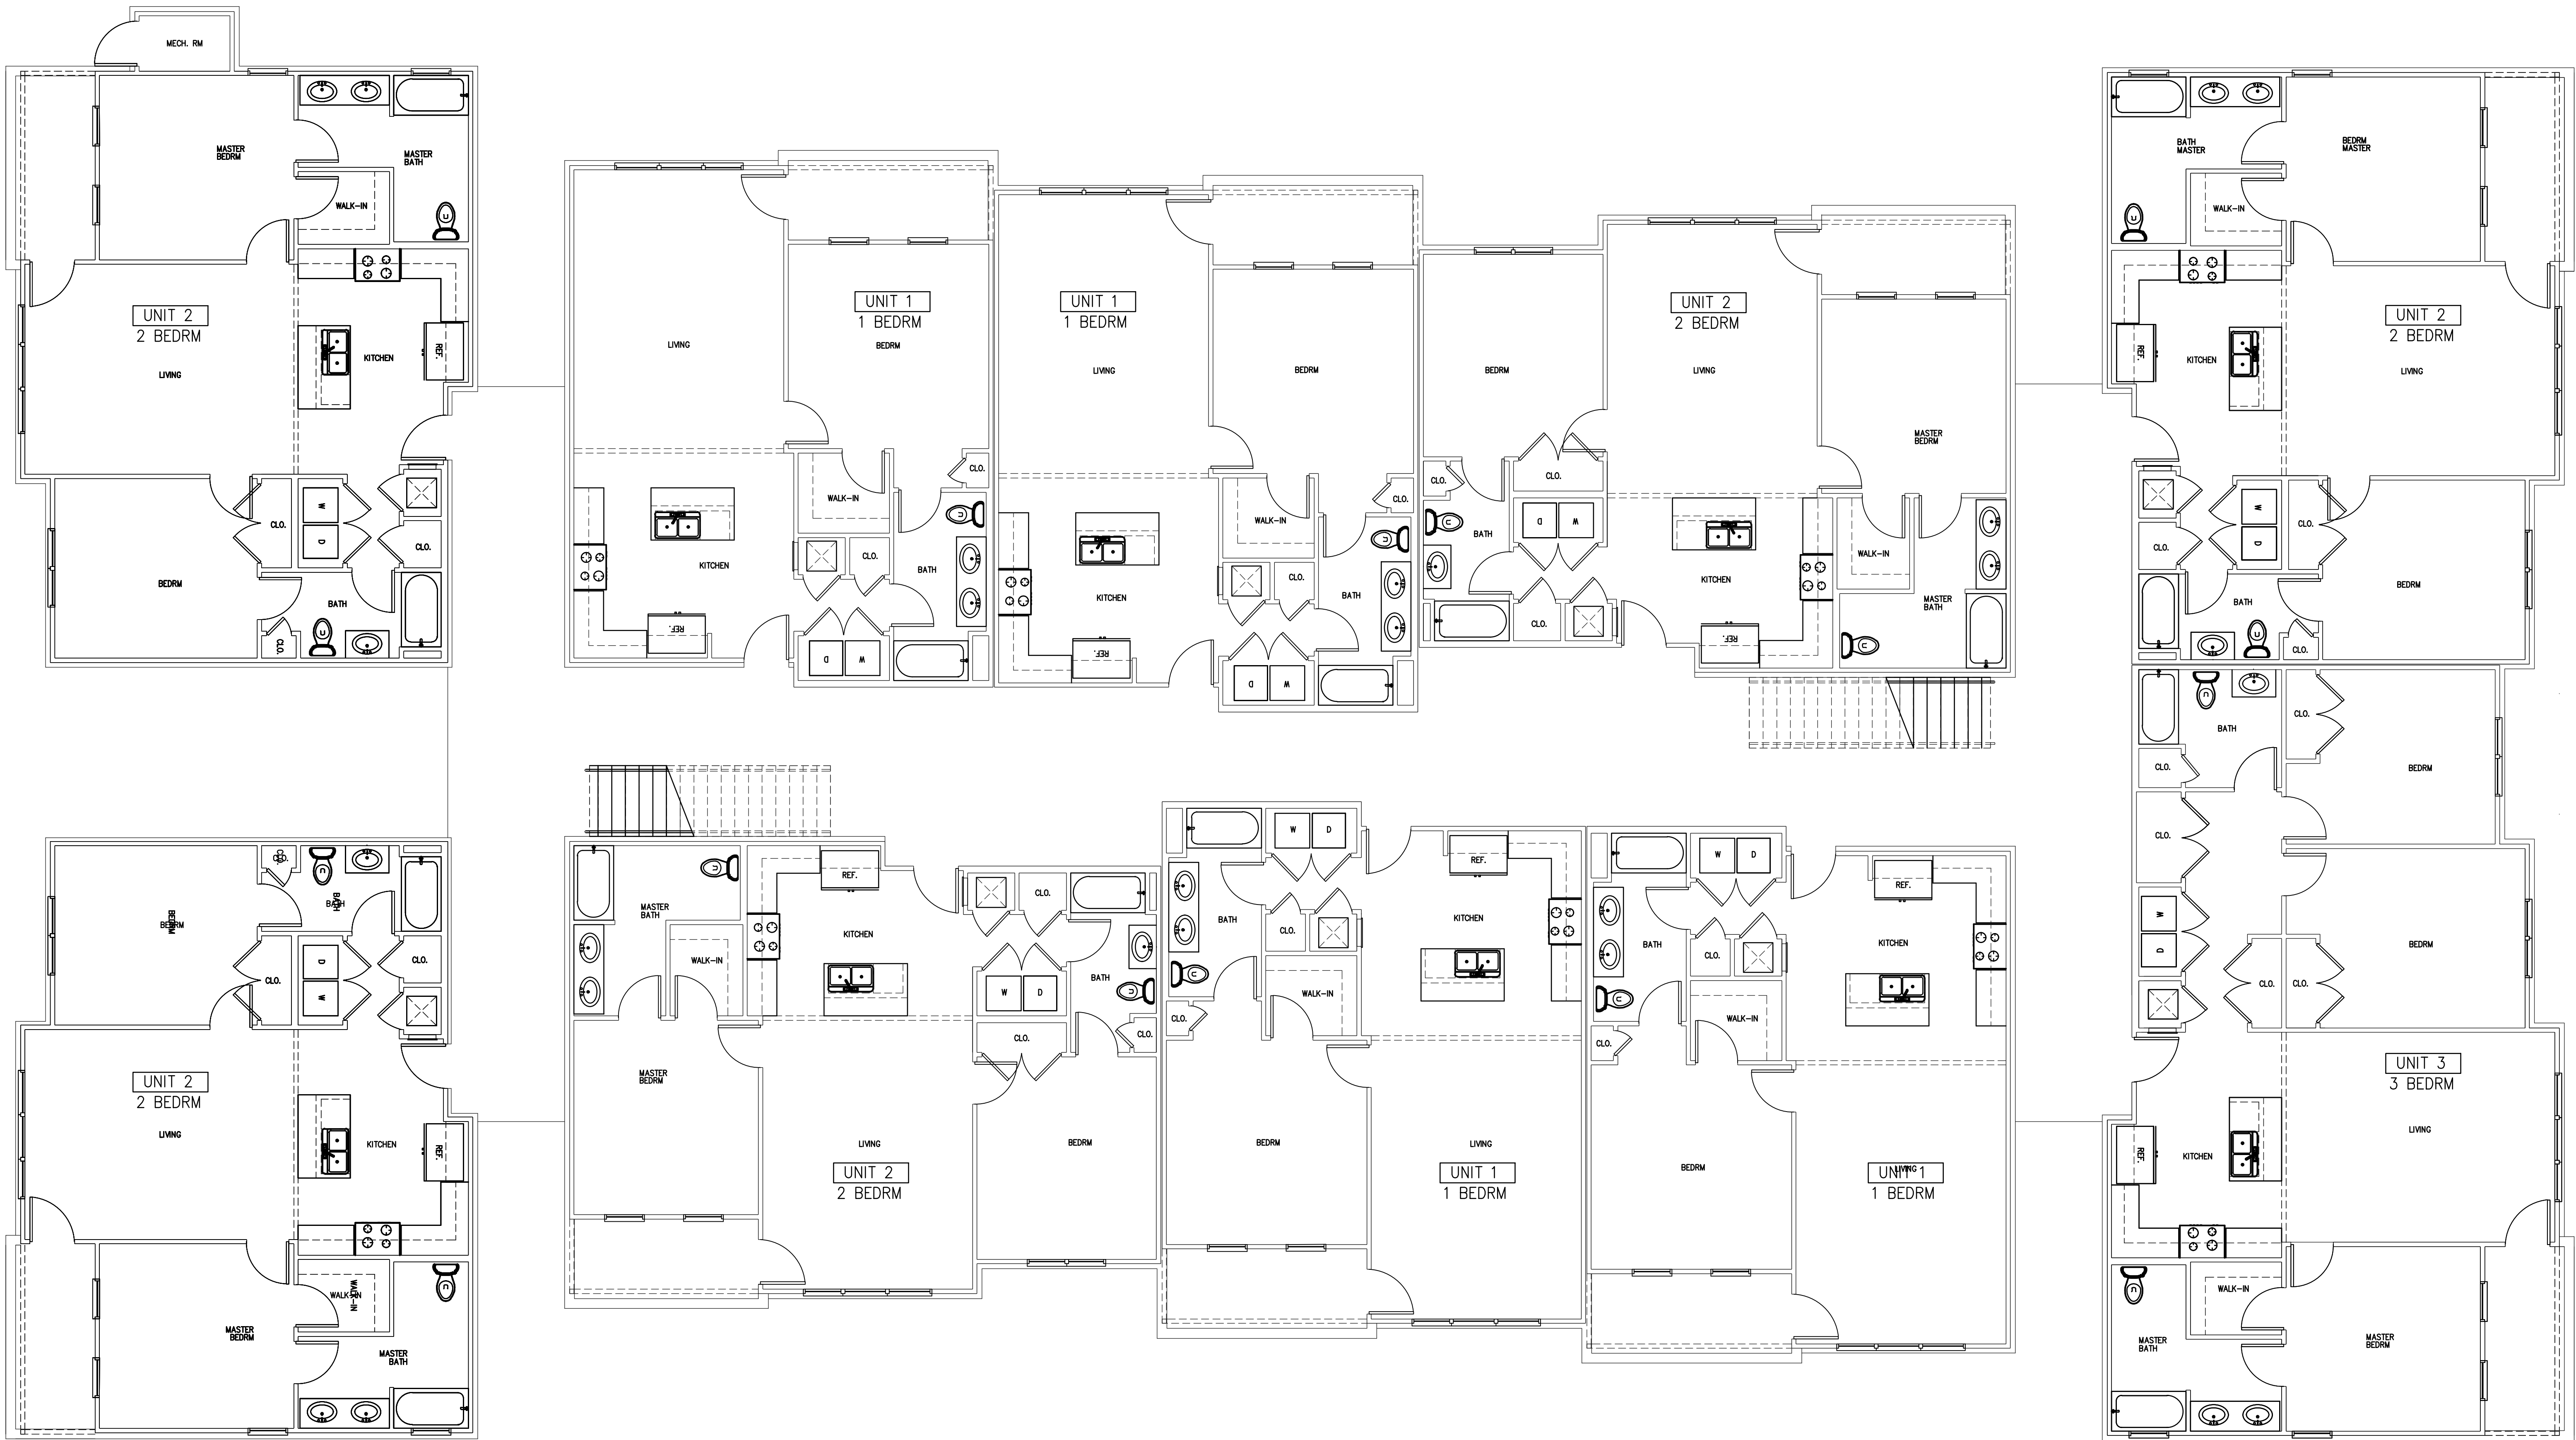 MECH. RM
MASTER
BEDRM
MASTER
BATH
WALK-IN
UNIT 2
2 BEDRM
LIVING
KITCHEN
REF.
CLO.
W
D
CLO.
BEDRM
BATH
CLO.
LIVING
UNIT 1
1 BEDRM
BEDRM
WALK-IN
CLO.
KITCHEN
CLO.
BATH
REF.
D
W
UNIT 1
1 BEDRM
LIVING
BEDRM
WALK-IN
CLO.
KITCHEN
CLO.
BATH
REF.
D
W
BEDRM
UNIT 2
2 BEDRM
LIVING
MASTER
BEDRM
CLO.
CLO.
BATH
D
W
CLO.
KITCHEN
WALK-IN
MASTER
BATH
REF.
BATH
MASTER
BEDRM
MASTER
WALK-IN
UNIT 2
2 BEDRM
REF.
KITCHEN
LIVING
W
D
CLO.
CLO.
BEDRM
BATH
CLO.
BEDRM
CLO.
BATH
BEDRM
CLO.
D
W
CLO.
CLO.
UNIT 2
2 BEDRM
LIVING
KITCHEN
REF.
WALK-IN
MASTER
BEDRM
MASTER
BATH
MASTER
BATH
WALK-IN
REF.
KITCHEN
CLO.
W
D
BATH
CLO.
CLO.
MASTER
BEDRM
LIVING
UNIT 2
2 BEDRM
BEDRM
W
D
REF.
BATH
CLO.
KITCHEN
WALK-IN
CLO.
BEDRM
LIVING
UNIT 1
1 BEDRM
W
D
REF.
BATH
CLO.
KITCHEN
WALK-IN
CLO.
BEDRM
LIVING
UNIT 1
1 BEDRM
CLO.
BATH
CLO.
BEDRM
CLO.
W
D
BEDRM
CLO.
CLO.
UNIT 3
3 BEDRM
LIVING
REF.
KITCHEN
WALK-IN
MASTER
BATH
MASTER
BEDRM